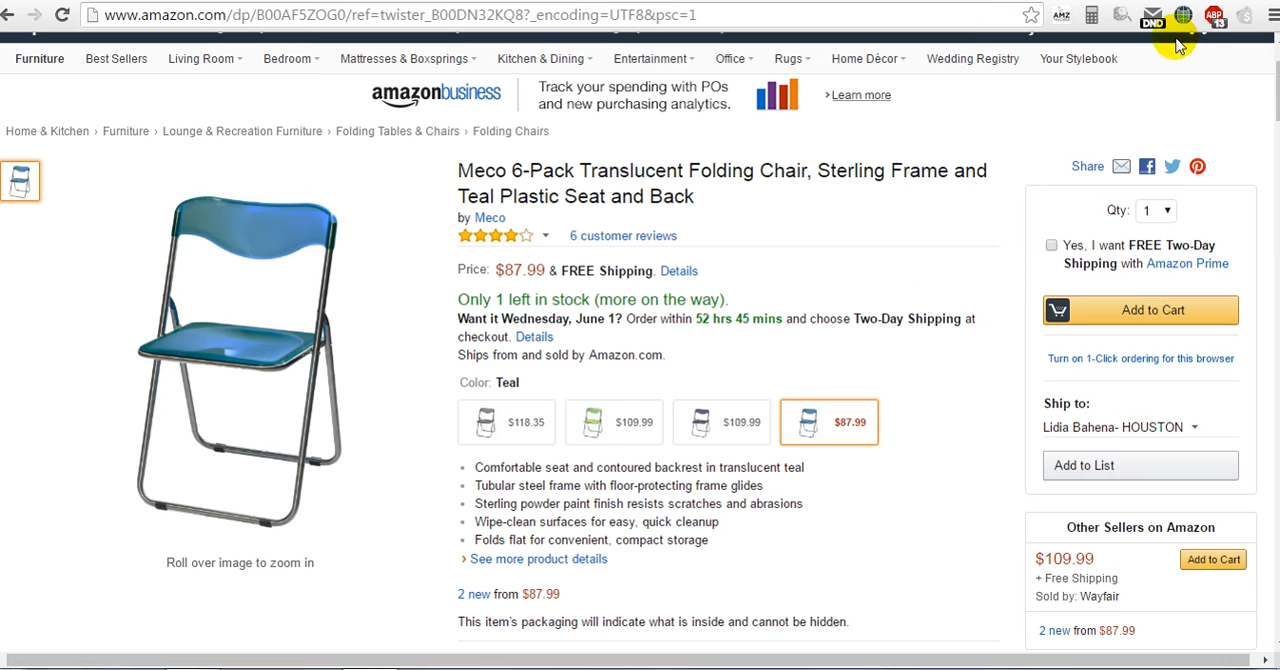 www.amazon.com/dp/B00AF5ZOG0/ref=twister_B00DN32KQ8?_encoding=UTF8&psc=1
AMZ
DND
ABP
13
Furniture Best Sellers Living Room Bedroom Mattresses & Boxsprings Kitchen & Dining Entertainment Office Rugs Home Décor Wedding Registry Your Stylebook
amazonbusiness
Track your spending with POs
and new purchasing analytics.
› Learn more
Home & Kitchen › Furniture › Lounge & Recreation Furniture › Folding Tables & Chairs › Folding Chairs
Meco 6-Pack Translucent Folding Chair, Sterling Frame and
Teal Plastic Seat and Back
by Meco
6 customer reviews
Price: $87.99 & FREE Shipping. Details
Only 1 left in stock (more on the way).
Want it Wednesday, June 1? Order within 52 hrs 45 mins and choose Two-Day Shipping at
checkout. Details
Ships from and sold by Amazon.com.
Color: Teal
$118.35 $109.99 $109.99 $87.99
• Comfortable seat and contoured backrest in translucent teal
• Tubular steel frame with floor-protecting frame glides
• Sterling powder paint finish resists scratches and abrasions
• Wipe-clean surfaces for easy, quick cleanup
• Folds flat for convenient, compact storage
› See more product details
2 new from $87.99
This item's packaging will indicate what is inside and cannot be hidden.
Roll over image to zoom in
Share
Qty: 1
Yes, I want FREE Two-Day
Shipping with Amazon Prime
Add to Cart
Turn on 1-Click ordering for this browser
Ship to:
Lidia Bahena- HOUSTON
Add to List
Other Sellers on Amazon
$109.99 Add to Cart
+ Free Shipping
Sold by: Wayfair
2 new from $87.99